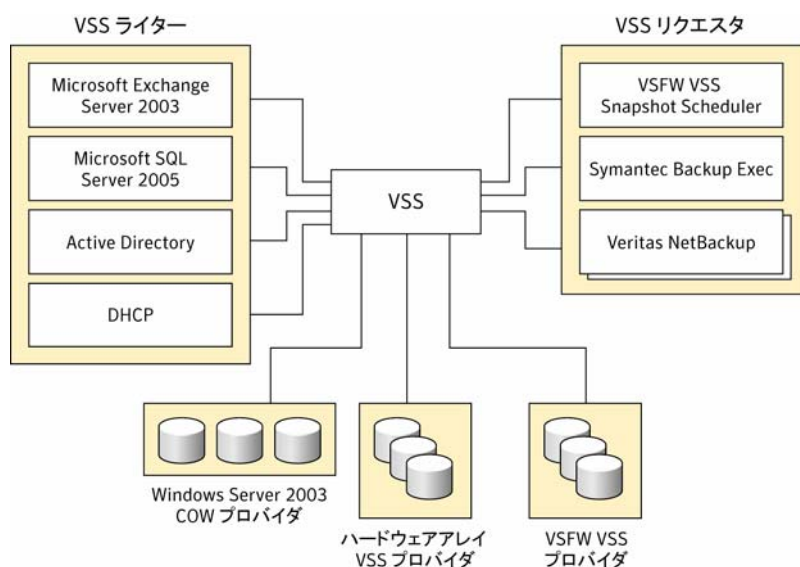 VSS ライター
Microsoft Exchange
Server 2003
Microsoft SQL
Server 2005
Active Directory
DHCP
VSS
VSS リクエスタ
VSFW VSS
Snapshot Scheduler
Symantec Backup Exec
Veritas NetBackup
Windows Server 2003
COW プロバイダ
ハードウェアアレイ
VSS プロバイダ
VSFW VSS
プロバイダ